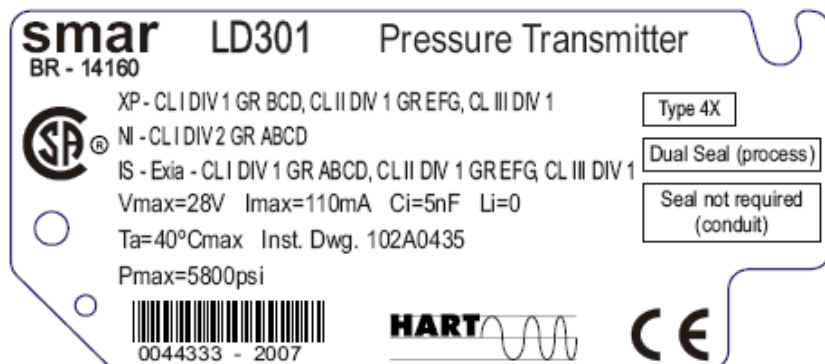 smar LD301 Pressure Transmitter
BR - 14160
XP - CL I DIV 1 GR BCD, CL II DIV 1 GR EFG, CL III DIV 1
NI - CL I DIV 2 GR ABCD
IS - Exia - CL I DIV 1 GR ABCD, CL II DIV 1 GR EFG, CL III DIV 1
Vmax=28V Imax=110mA Ci=5nF Li=0
Ta=40ºCmax Inst. Dwg. 102A0435
Pmax=5800psi
Type 4X
Dual Seal (process)
Seal not required
(conduit)
SA ®
0044333 - 2007
HART
CE